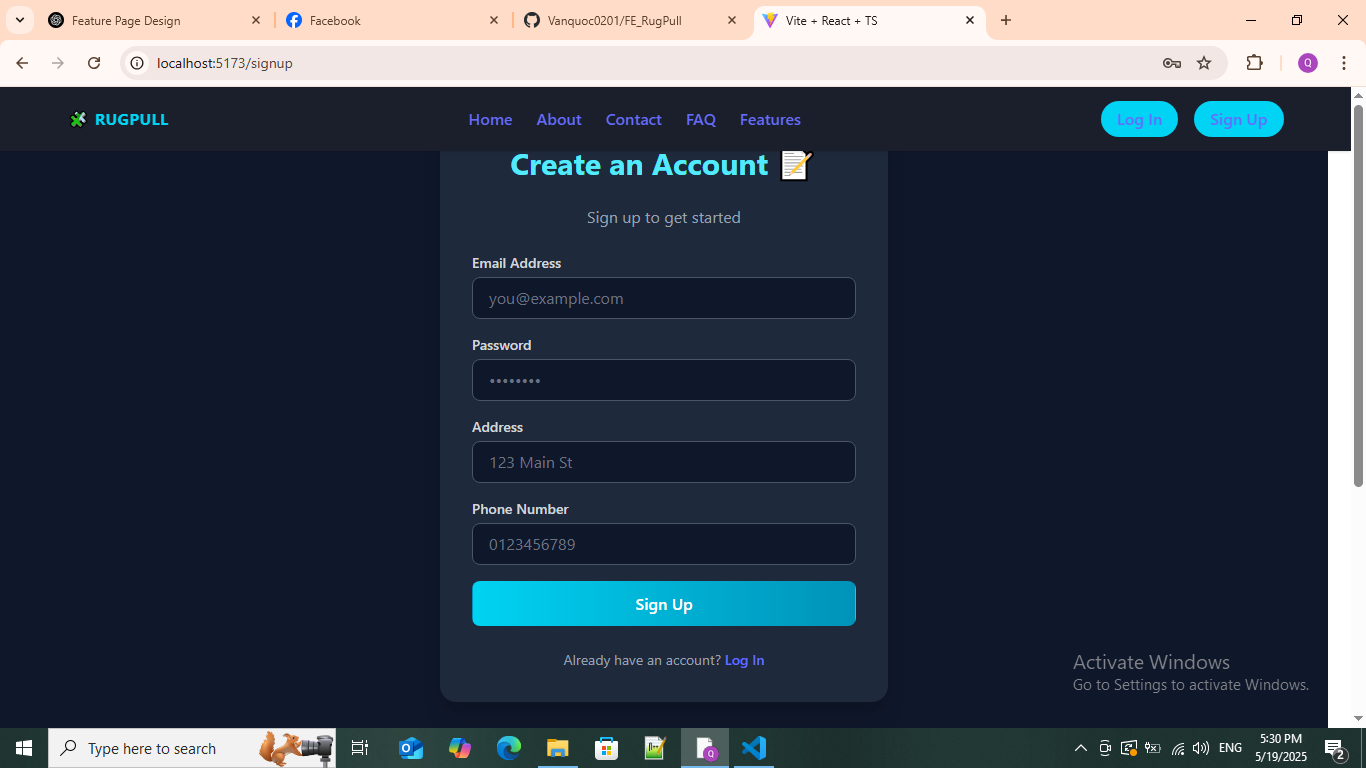 Feature Page Design
Facebook
Vanquoc0201/FE_RugPull
Vite + React + TS
localhost:5173/signup
Q
RUGPULL
Home
About
Contact
FAQ
Features
Log In
Sign Up
Create an Account
Sign up to get started
Email Address
you@example.com
Password
••••••••
Address
123 Main St
Phone Number
0123456789
Sign Up
Already have an account? Log In
Activate Windows
Go to Settings to activate Windows.
Type here to search
ENG
5:30 PM
5/19/2025
2